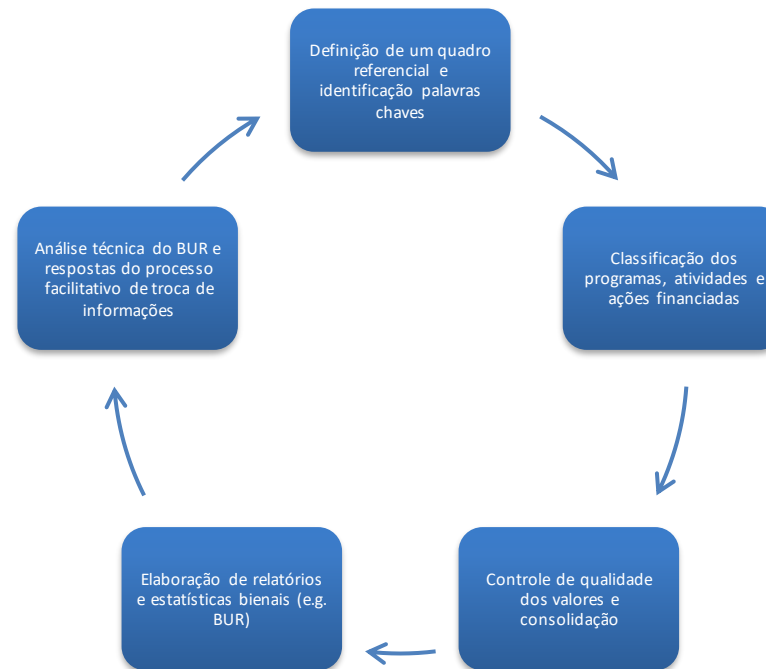 Definição de um quadro
referencial e
identificação palavras
chaves
Classificação dos
programas, atividades e
ações financiadas
Controle de qualidade
dos valores e
consolidação
Elaboração de relatórios
e estatísticas bienais (e.g.
BUR)
Análise técnica do BUR e
respostas do processo
facilitativo de troca de
informações